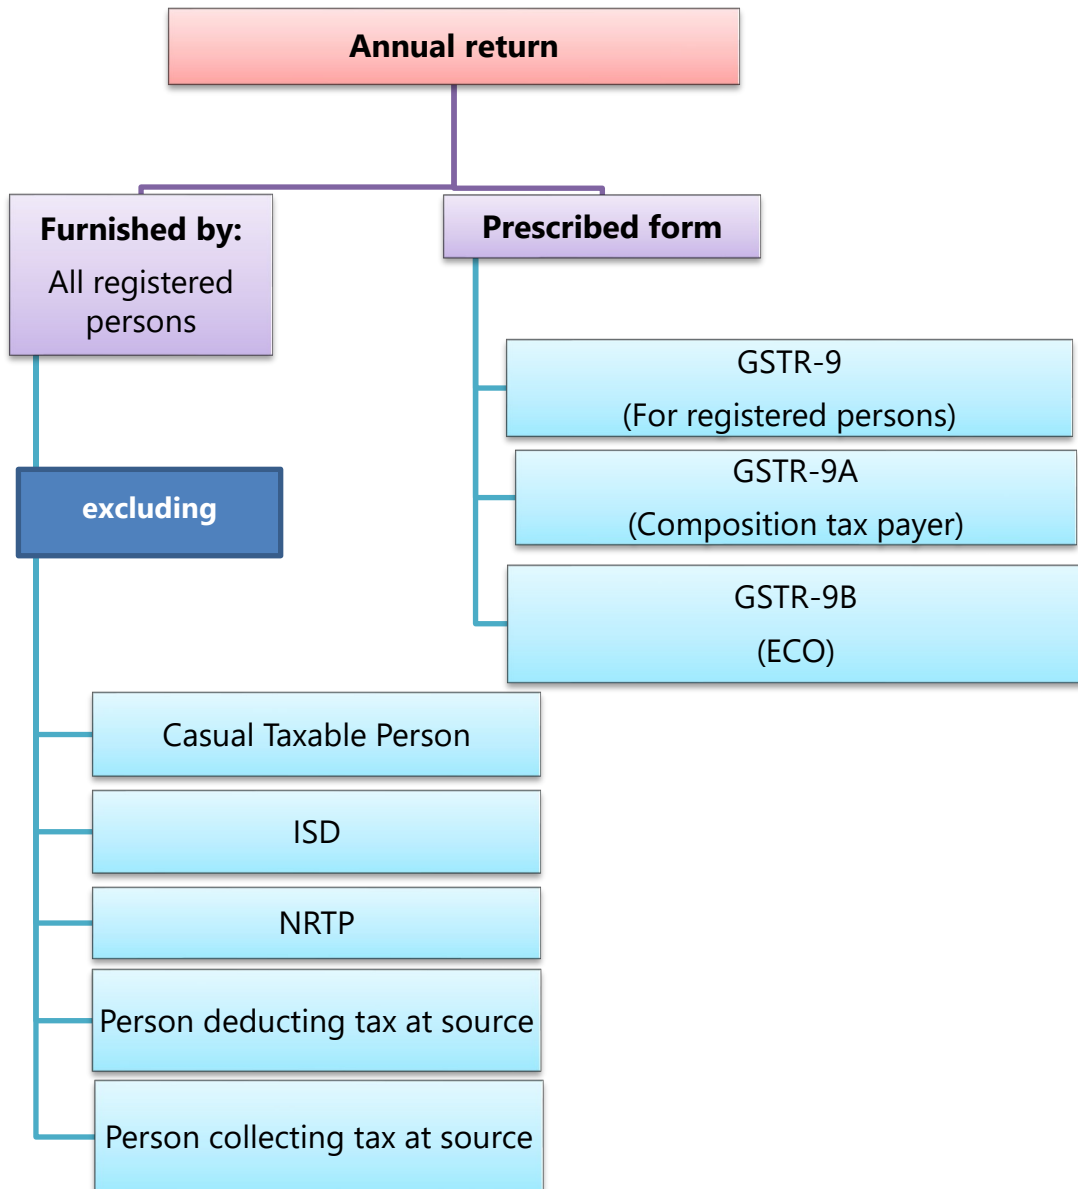 Annual return
Furnished by:
All registered
persons
Prescribed form
GSTR-9
(For registered persons)
GSTR-9A
(Composition tax payer)
GSTR-9B
(ECO)
excluding
Casual Taxable Person
ISD
NRTP
Person deducting tax at source
Person collecting tax at source